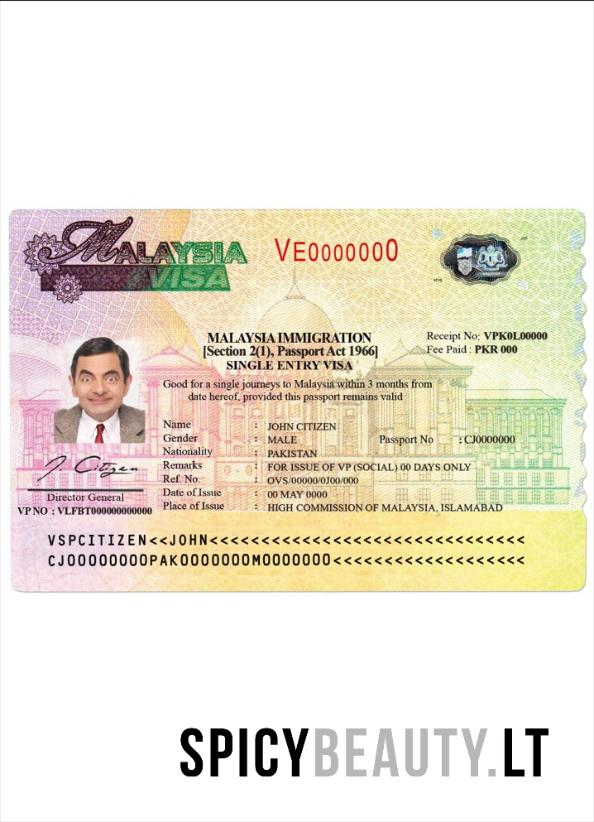 MALAYSIA
VISA
VE0000000
MALAYSIA IMMIGRATION
[Section 2(1), Passport Act 1966]
SINGLE ENTRY VISA
Receipt No: VPK0L00000
Fee Paid : PKR 000
Good for a single journeys to Malaysia within 3 months from
date hereof, provided this passport remains valid
Name : JOHN CITIZEN
Gender : MALE Passport No : CJ0000000
Nationality : PAKISTAN
Remarks : FOR ISSUE OF VP (SOCIAL) 00 DAYS ONLY
Ref. No. : OVS/00000/0J00/000
Date of Issue : 00 MAY 0000
Place of Issue : HIGH COMMISSION OF MALAYSIA, ISLAMABAD
J. Citizen
Director General
VP NO : VLFBT000000000000
VSPCITIZEN<<JOHN<<<<<<<<<<<<<<<<<<<<<<<<<<<<<<<<
CJ00000000PAK0000000M0000000<<<<<<<<<<<<<<<<<<<<
SPICYBEAUTY.LT